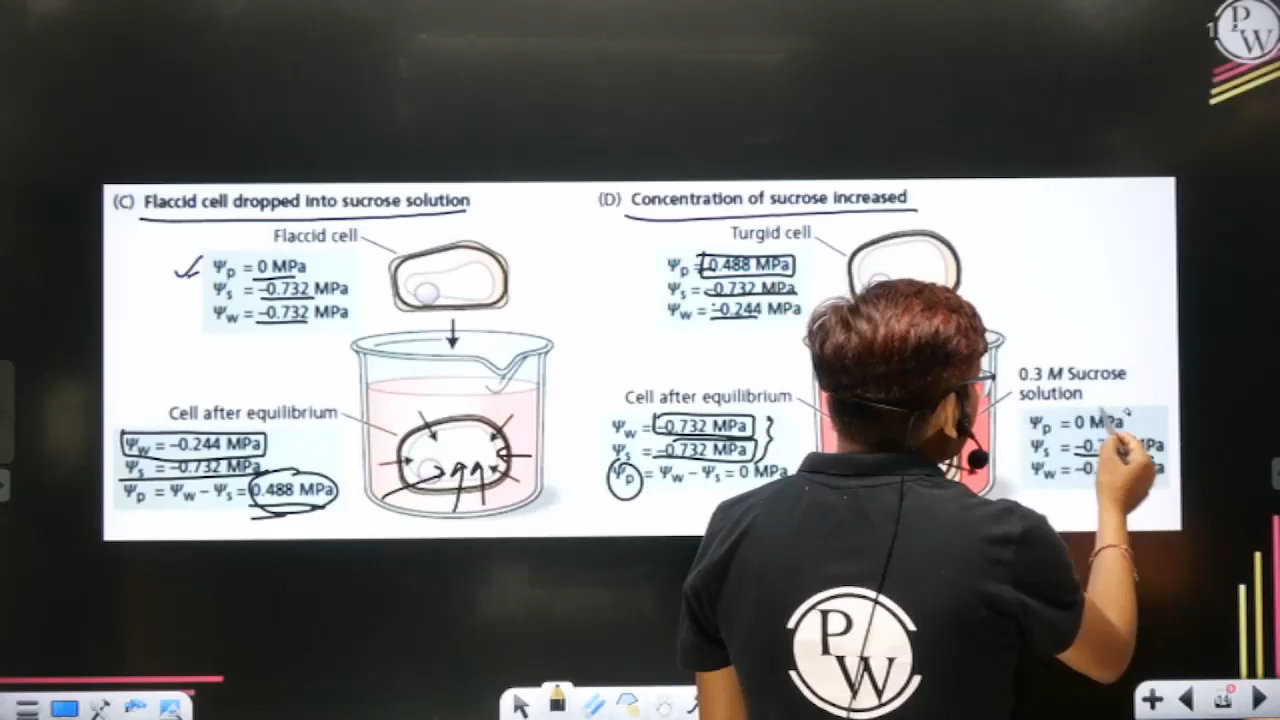 (C) Flaccid cell dropped into sucrose solution
Flaccid cell
Ψp = 0 MPa
Ψs = -0.732 MPa
Ψw = -0.732 MPa
Cell after equilibrium
Ψw = -0.244 MPa
Ψs = -0.732 MPa
Ψp = Ψw - Ψs = 0.488 MPa
(D) Concentration of sucrose increased
Turgid cell
Ψp = 0.488 MPa
Ψs = -0.732 MPa
Ψw = -0.244 MPa
Cell after equilibrium
Ψw = -0.732 MPa
Ψs = -0.732 MPa
Ψp = Ψw - Ψs = 0 MPa
0.3 M Sucrose
solution
Ψp = 0 MPa
Ψs =
Ψw =
PW
PW